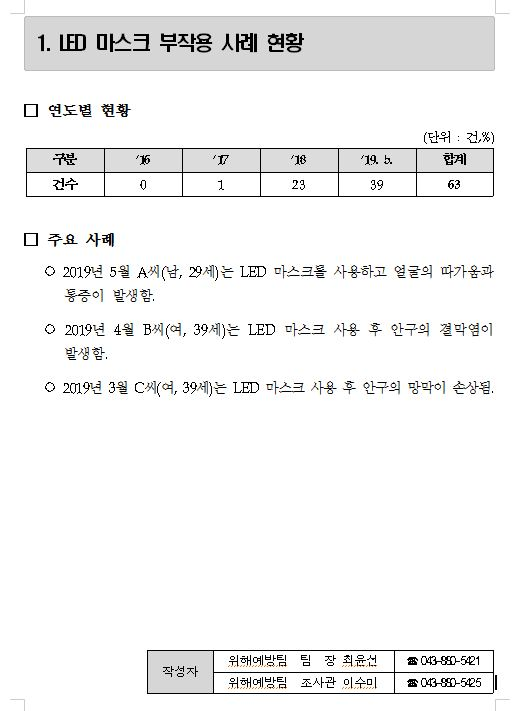 1. LED 마스크 부작용 사례 현황
□ 연도별 현황
(단위 : 건,%)
구분 '16 '17 '18 '19. 5. 합계
건수 0 1 23 39 63
□ 주요 사례
○ 2019년 5월 A씨(남, 29세)는 LED 마스크를 사용하고 얼굴의 따가움과
통증이 발생함.
○ 2019년 4월 B씨(여, 39세)는 LED 마스크 사용 후 안구의 결막염이
발생함.
○ 2019년 3월 C씨(여, 39세)는 LED 마스크 사용 후 안구의 망막이 손상됨.
작성자
위해예방팀 팀 장 최윤선 ☎ 043-880-5421
위해예방팀 조사관 이수미 ☎ 043-880-5425